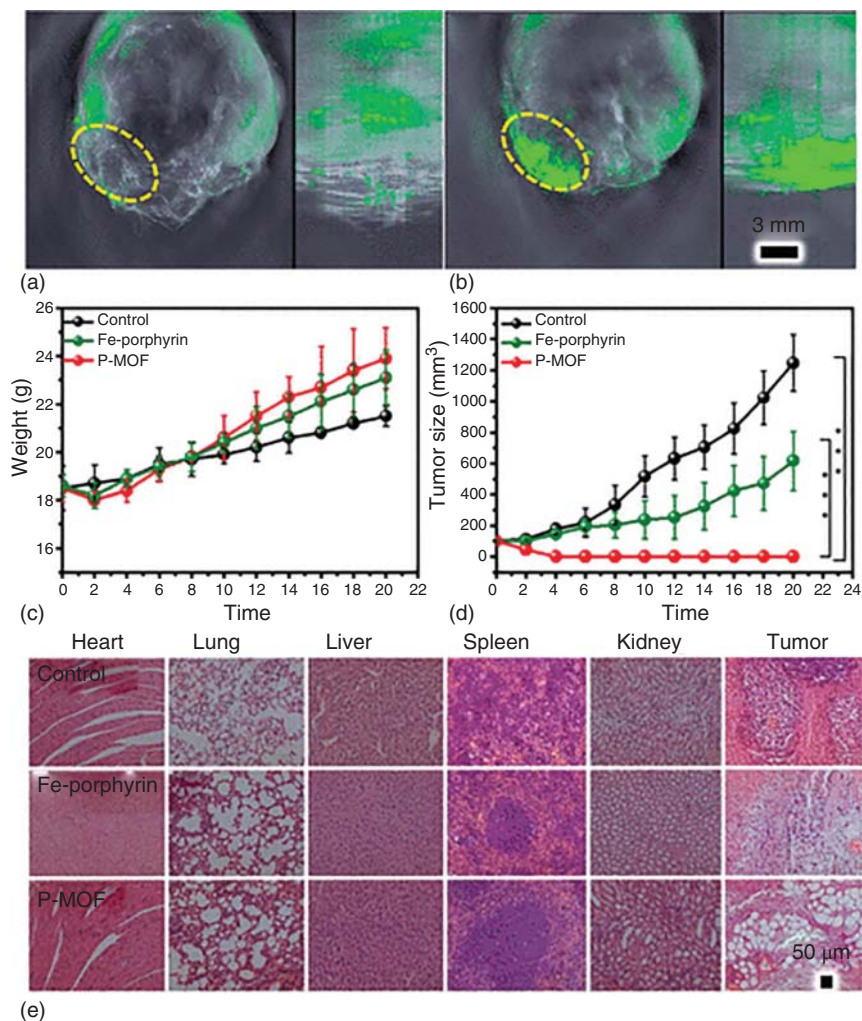 3 mm
(a)
(b)
26
24
22
20
18
16
Weight (g)
Control
Fe-porphyrin
P-MOF
0 2 4 6 8 10 12 14 16 18 20 22
Time
(c)
1600
1400
1200
1000
800
600
400
200
0
Tumor size (mm³)
Control
Fe-porphyrin
P-MOF
* * *
* * *
0 2 4 6 8 10 12 14 16 18 20 22 24
Time
(d)
Heart Lung Liver Spleen Kidney Tumor
Control
Fe-porphyrin
P-MOF
50 μm
(e)